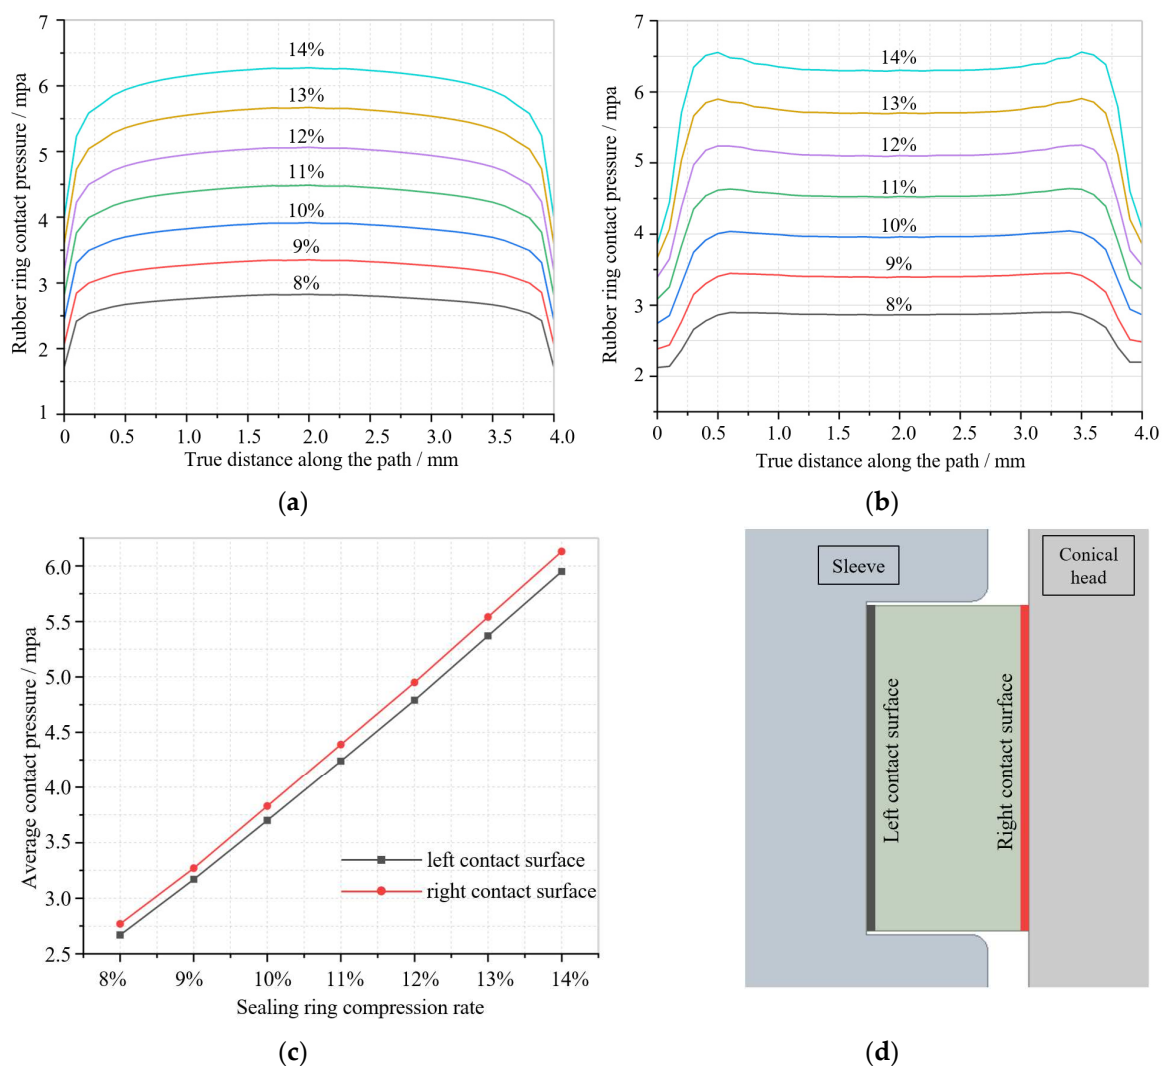 Rubber ring contact pressure / mpa
7
6
5
4
3
2
1
14%
13%
12%
11%
10%
9%
8%
0 0.5 1.0 1.5 2.0 2.5 3.0 3.5 4.0
True distance along the path / mm
(a)
Rubber ring contact pressure / mpa
7
6
5
4
3
2
14%
13%
12%
11%
10%
9%
8%
0 0.5 1.0 1.5 2.0 2.5 3.0 3.5 4.0
True distance along the path / mm
(b)
Average contact pressure / mpa
6.0
5.5
5.0
4.5
4.0
3.5
3.0
2.5
left contact surface
right contact surface
8% 9% 10% 11% 12% 13% 14%
Sealing ring compression rate
(c)
Sleeve
Conical
head
Left contact surface
Right contact surface
(d)